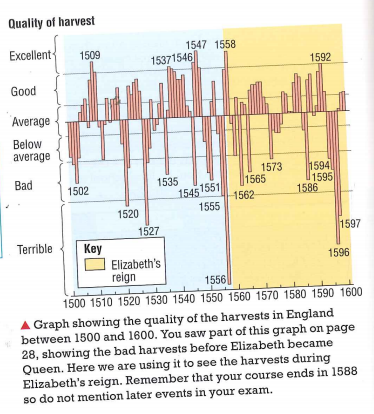 Quality of harvest
Excellent
Good
Average
Below
average
Bad
Terrible
1509
1537
1546
1547
1558
1592
1502
1520
1527
1535
1545
1551
1555
1556
1562
1565
1573
1586
1594
1595
1596
1597
Key
Elizabeth's
reign
1500 1510 1520 1530 1540 1550 1560 1570 1580 1590 1600
▲ Graph showing the quality of the harvests in England
between 1500 and 1600. You saw part of this graph on page
28, showing the bad harvests before Elizabeth became
Queen. Here we are using it to see the harvests during
Elizabeth's reign. Remember that your course ends in 1588
so do not mention later events in your exam.